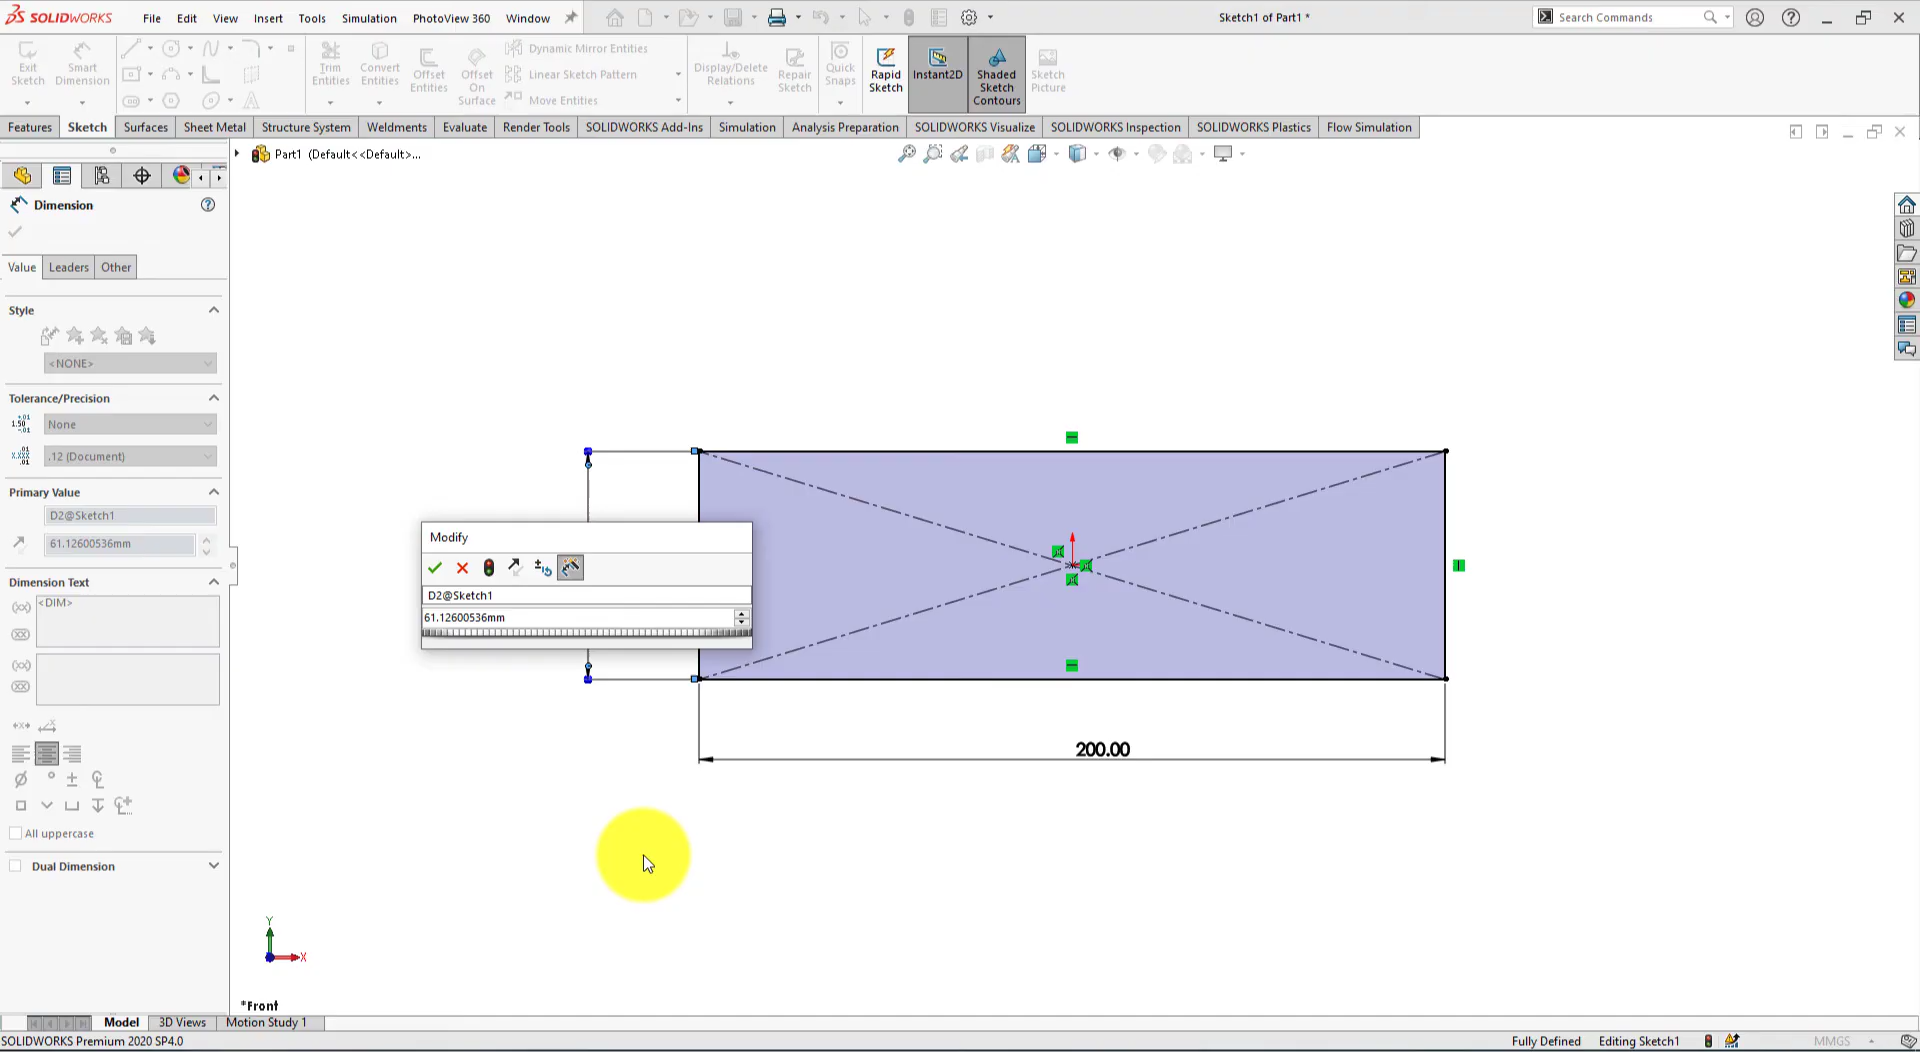 SOLIDWORKS File Edit View Insert Tools Simulation PhotoView 360 Window Sketch1 of Part1 * Search Commands
Exit Sketch Smart Dimension Trim Entities Convert Entities Offset Entities Offset On Surface Dynamic Mirror Entities Display/Delete Relations Repair Sketch Quick Snaps Rapid Sketch Instant2D Shaded Sketch Contours Sketch Picture
Linear Sketch Pattern
Move Entities
Features Sketch Surfaces Sheet Metal Structure System Weldments Evaluate Render Tools SOLIDWORKS Add-Ins Simulation Analysis Preparation SOLIDWORKS Visualize SOLIDWORKS Inspection SOLIDWORKS Plastics Flow Simulation
Part1 (Default<<Default>...
Dimension
Value Leaders Other
Style
<NONE>
Tolerance/Precision
None
.12 (Document)
Primary Value
D2@Sketch1
61.12600536mm
Dimension Text
<DIM>
All uppercase
Dual Dimension
Modify
D2@Sketch1
61.12600536mm
200.00
Y
X
*Front
Model 3D Views Motion Study 1
SOLIDWORKS Premium 2020 SP4.0 Fully Defined Editing Sketch1 MMGS